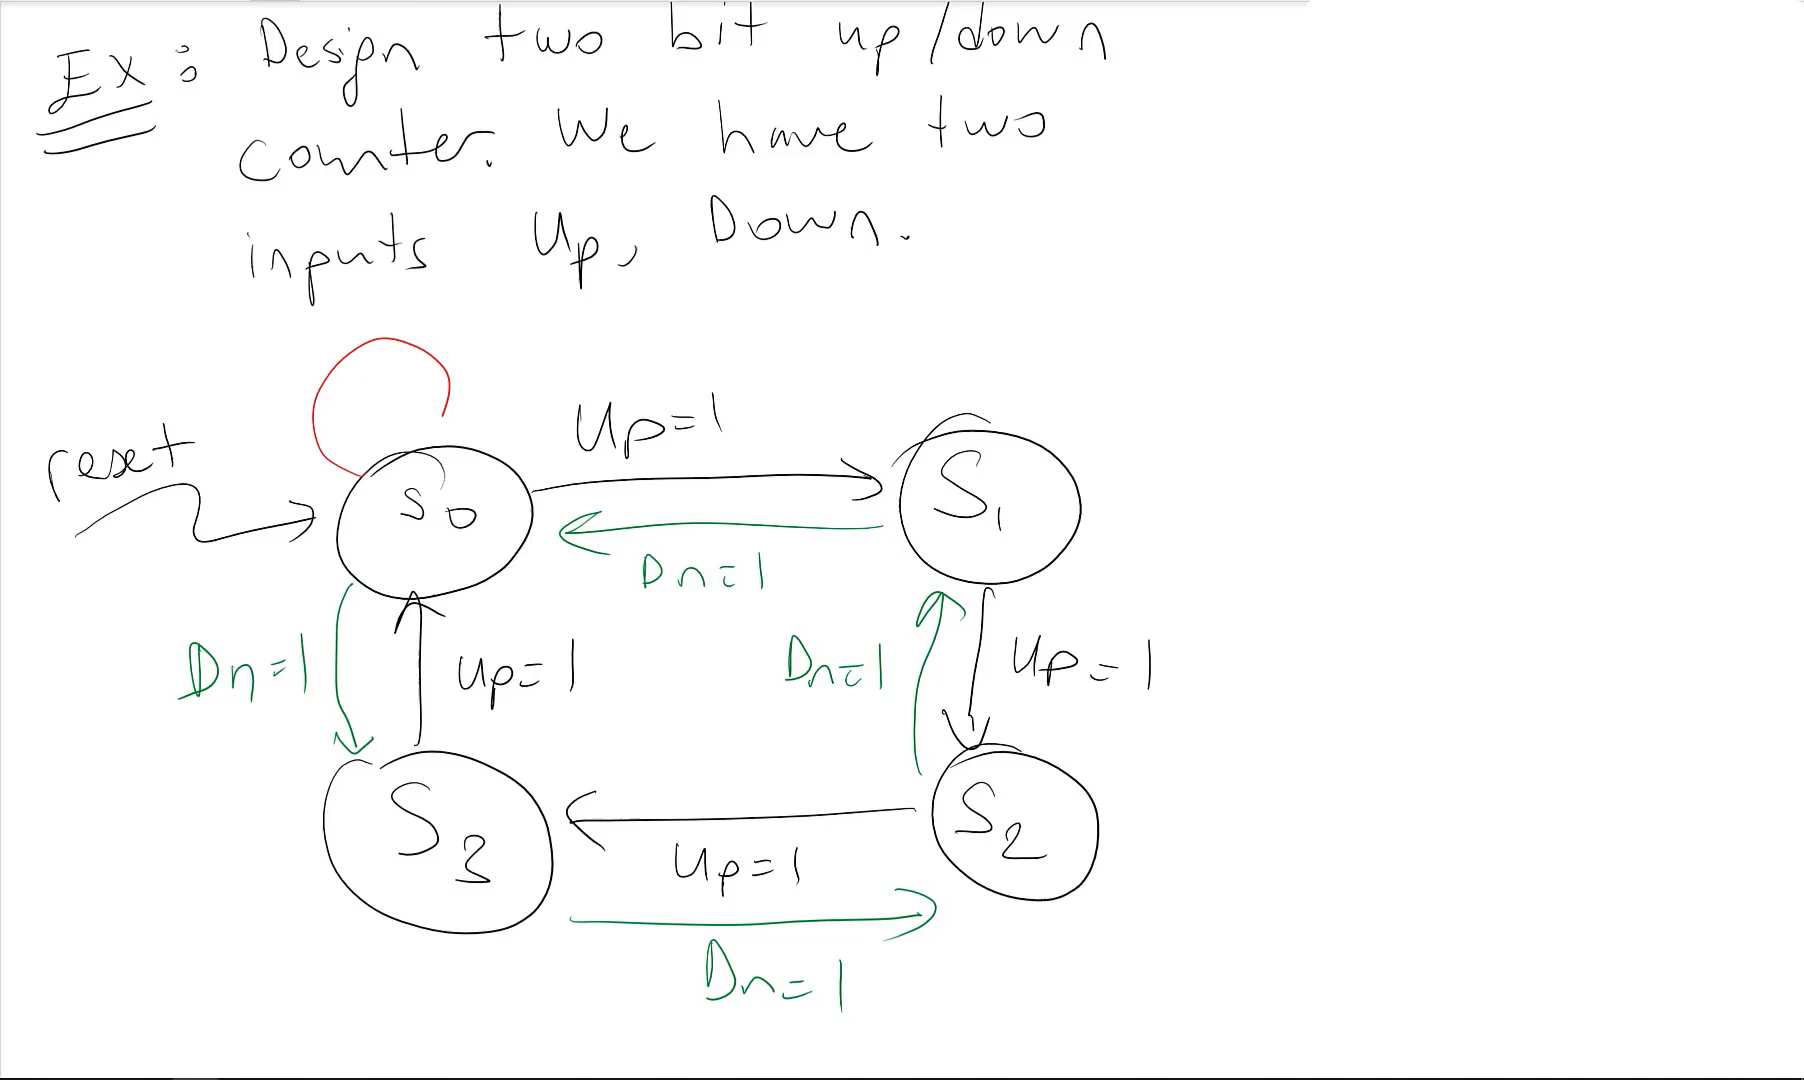 Ex: Design two bit up/down
counter. We have two
inputs Up, Down.
reset
Up=1
S0
S1
Dn=1
Dn=1
Up=1
Dn=1
Up=1
S3
S2
Up=1
Dn=1